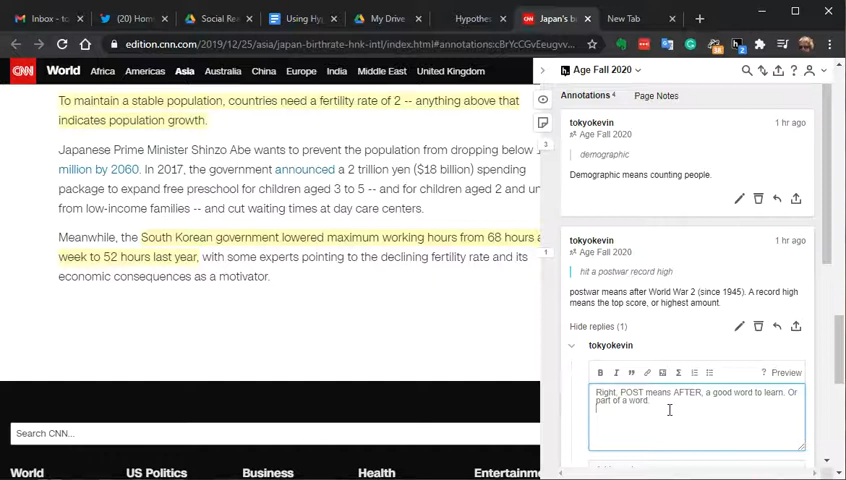 Inbox - to
(20) Hom
Social Rea
Using Hy
My Drive
Hypothes
Japan's b
New Tab
edition.cnn.com/2019/12/25/asia/japan-birthrate-hnk-intl/index.html#annotations:cBrYcCGvEeugvv...
CNN World Africa Americas Asia Australia China Europe India Middle East United Kingdom
To maintain a stable population, countries need a fertility rate of 2 -- anything above that
indicates population growth.
Japanese Prime Minister Shinzo Abe wants to prevent the population from dropping below 1
million by 2060. In 2017, the government announced a 2 trillion yen ($18 billion) spending
package to expand free preschool for children aged 3 to 5 -- and for children aged 2 and un
from low-income families -- and cut waiting times at day care centers.
Meanwhile, the South Korean government lowered maximum working hours from 68 hours a
week to 52 hours last year, with some experts pointing to the declining fertility rate and its
economic consequences as a motivator.
Search CNN...
World
US Politics
Business
Health
Entertainme
h. Age Fall 2020
Annotations 4
Page Notes
3
1
tokyokevin
1 hr ago
Age Fall 2020
demographic
Demographic means counting people.
tokyokevin
1 hr ago
Age Fall 2020
hit a postwar record high
postwar means after World War 2 (since 1945). A record high
means the top score, or highest amount.
Hide replies (1)
tokyokevin
B I Σ ? Preview
Right, POST means AFTER, a good word to learn. Or
part of a word.